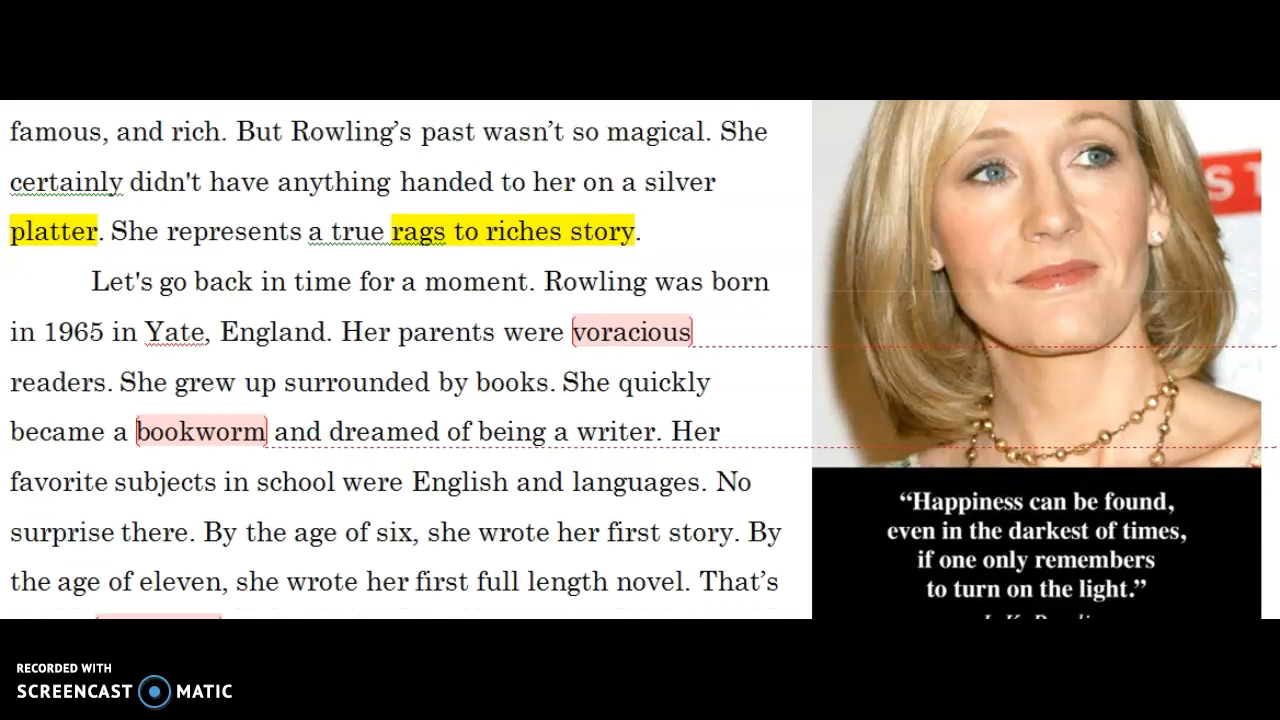 famous, and rich. But Rowling’s past wasn’t so magical. She
certainly didn't have anything handed to her on a silver
platter. She represents a true rags to riches story.
Let's go back in time for a moment. Rowling was born
in 1965 in Yate, England. Her parents were voracious
readers. She grew up surrounded by books. She quickly
became a bookworm and dreamed of being a writer. Her
favorite subjects in school were English and languages. No
surprise there. By the age of six, she wrote her first story. By
the age of eleven, she wrote her first full length novel. That’s
ST
“Happiness can be found,
even in the darkest of times,
if one only remembers
to turn on the light.”
RECORDED WITH
SCREENCAST MATIC